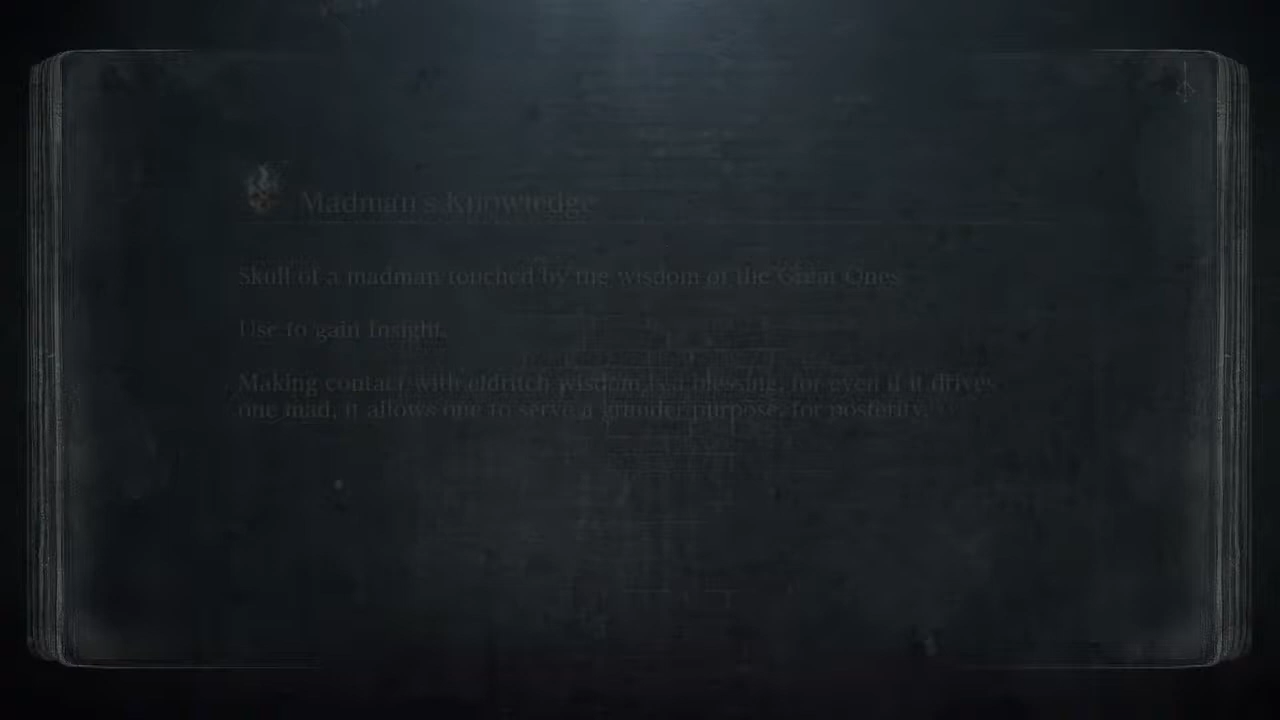 Madman's Knowledge
Skull of a madman touched by the wisdom of the Great Ones.
Use to gain Insight.
Making contact with eldritch wisdom is a blessing, for even if it drives
one mad, it allows one to serve a grander purpose, for posterity.